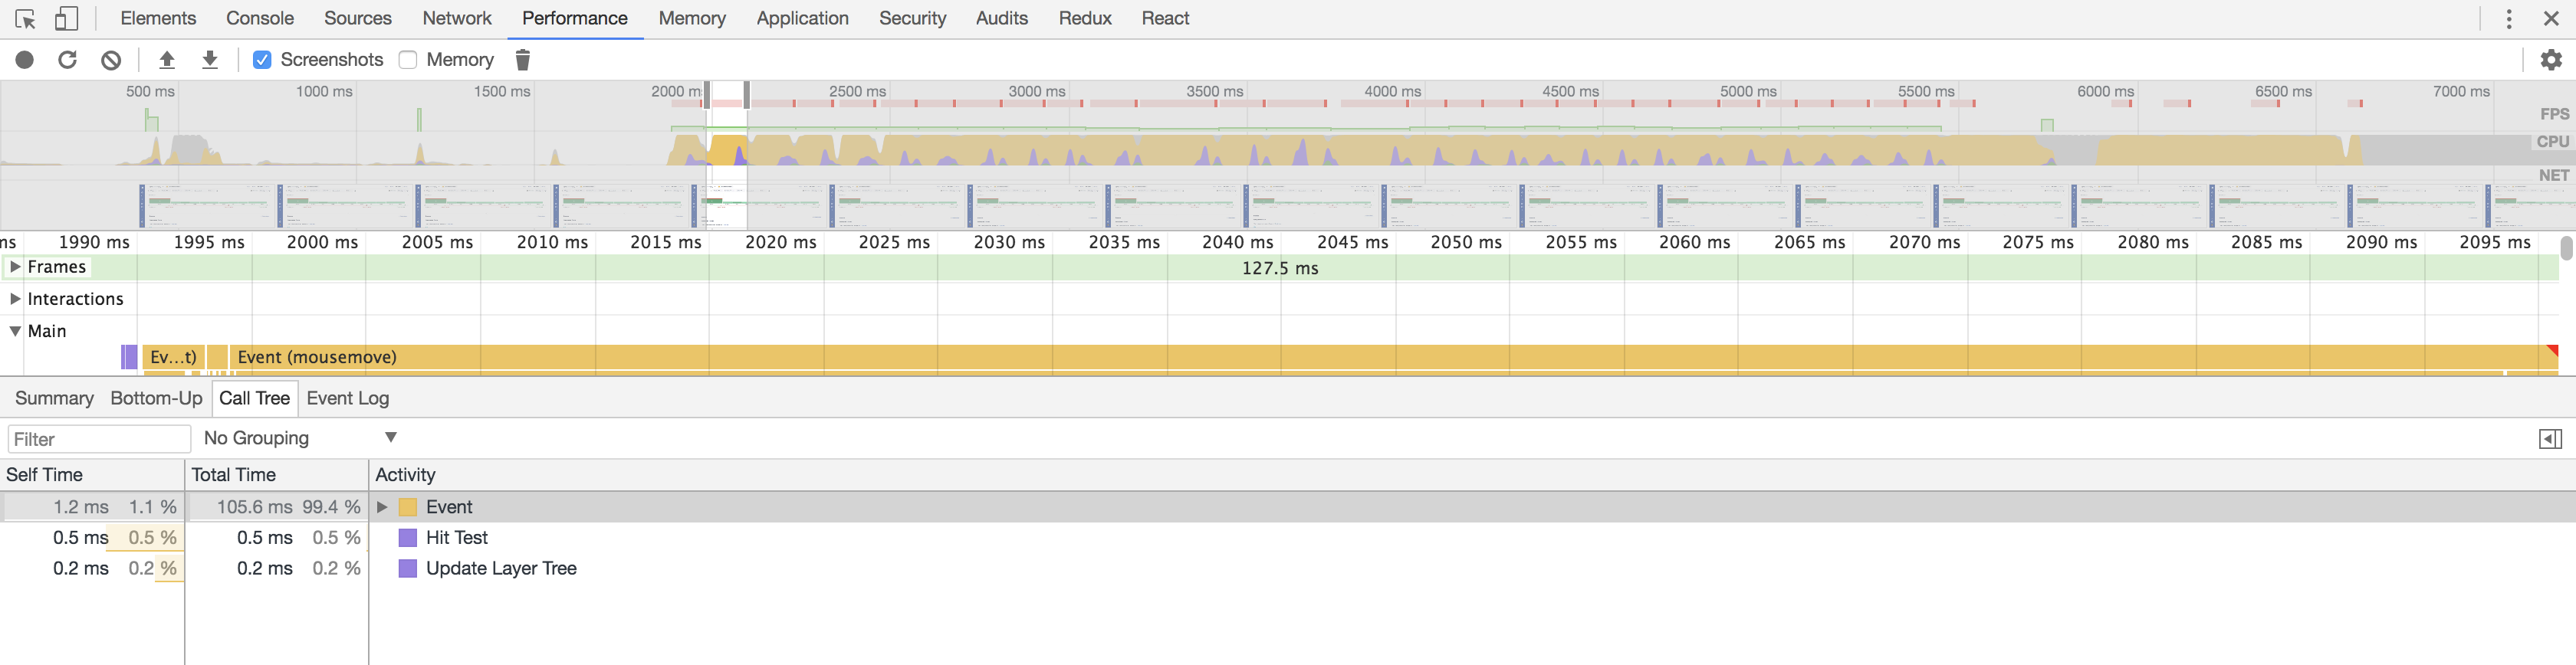 Elements Console Sources Network Performance Memory Application Security Audits Redux React
Screenshots Memory
500 ms 1000 ms 1500 ms 2000 m 2500 ms 3000 ms 3500 ms 4000 ms 4500 ms 5000 ms 5500 ms 6000 ms 6500 ms 7000 ms
FPS
CPU
NET
ns 1990 ms 1995 ms 2000 ms 2005 ms 2010 ms 2015 ms 2020 ms 2025 ms 2030 ms 2035 ms 2040 ms 2045 ms 2050 ms 2055 ms 2060 ms 2065 ms 2070 ms 2075 ms 2080 ms 2085 ms 2090 ms 2095 ms
Frames 127.5 ms
Interactions
Main
Ev...t) Event (mousemove)
Summary Bottom-Up Call Tree Event Log
Filter No Grouping
Self Time Total Time Activity
1.2 ms 1.1 % 105.6 ms 99.4 % Event
0.5 ms 0.5 % 0.5 ms 0.5 % Hit Test
0.2 ms 0.2 % 0.2 ms 0.2 % Update Layer Tree